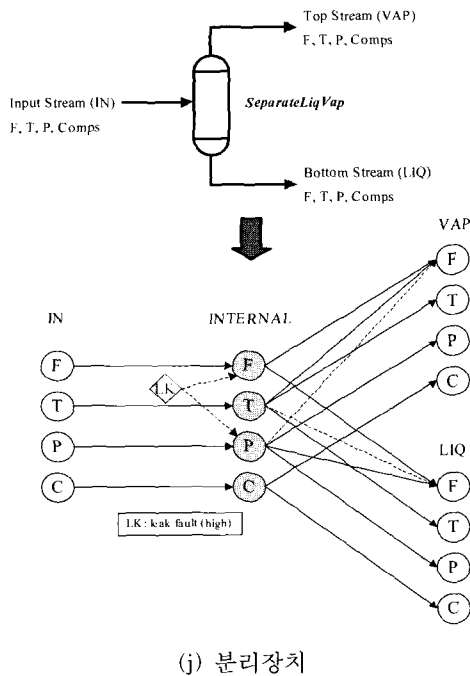 Top Stream (VAP)
F, T, P, Comps
Input Stream (IN)
F, T, P, Comps
SeparateLiqVap
Bottom Stream (LIQ)
F, T, P, Comps
VAP
F
T
P
C
IN
INTERNAL
F
T
P
C
LK
F
T
P
C
LIQ
F
T
P
C
LK : leak fault (high)
(j) 분리장치